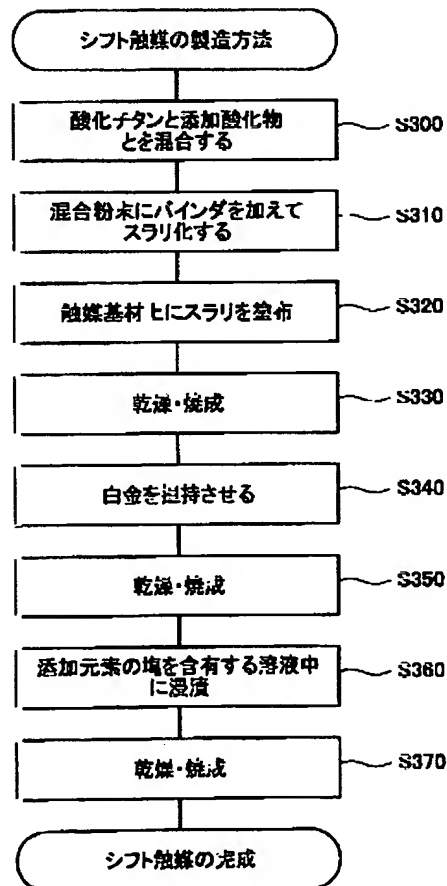 シフト触媒の製造方法
酸化チタンと添加酸化物
とを混合する
S300
混合粉末にバインダを加えて
スラリ化する
S310
触媒基材上にスラリを塗布
S320
乾燥・焼成
S330
白金を担持させる
S340
乾燥・焼成
S350
添加元素の塩を含有する溶液中
に浸漬
S360
乾燥・焼成
S370
シフト触媒の完成